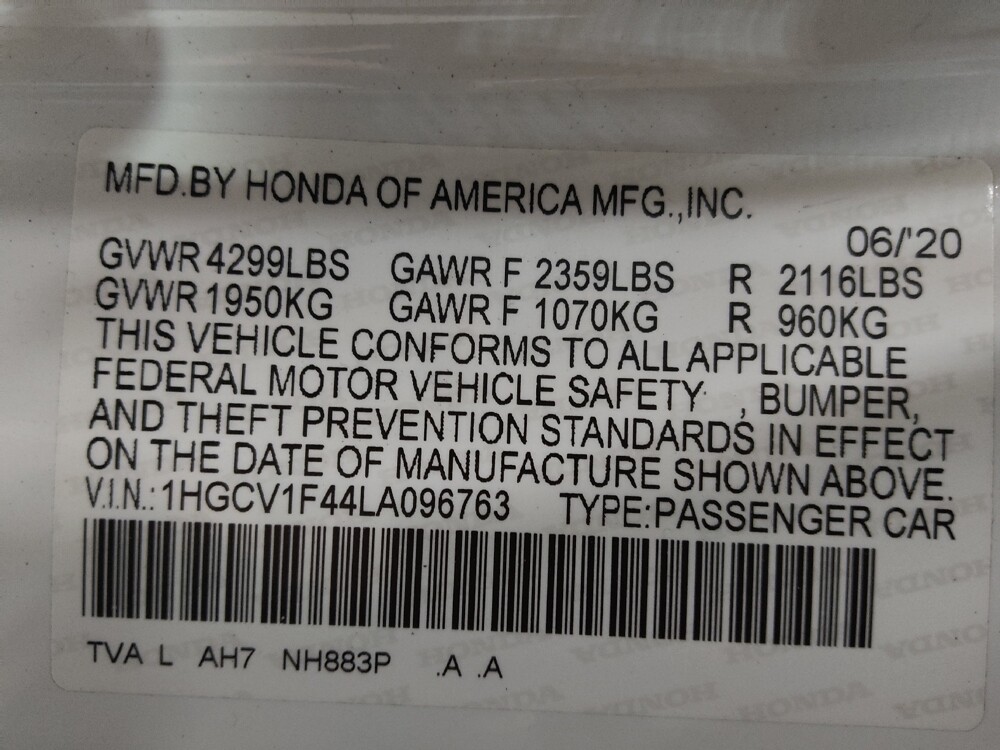 MFD.BY HONDA OF AMERICA MFG.,INC.
06/'20
GVWR 4299LBS GAWR F 2359LBS R 2116LBS
GVWR 1950KG GAWR F 1070KG R 960KG
THIS VEHICLE CONFORMS TO ALL APPLICABLE
FEDERAL MOTOR VEHICLE SAFETY , BUMPER,
AND THEFT PREVENTION STANDARDS IN EFFECT
ON THE DATE OF MANUFACTURE SHOWN ABOVE.
V.I.N.: 1HGCV1F44LA096763 TYPE:PASSENGER CAR
TVA L AH7 NH883P .A .A